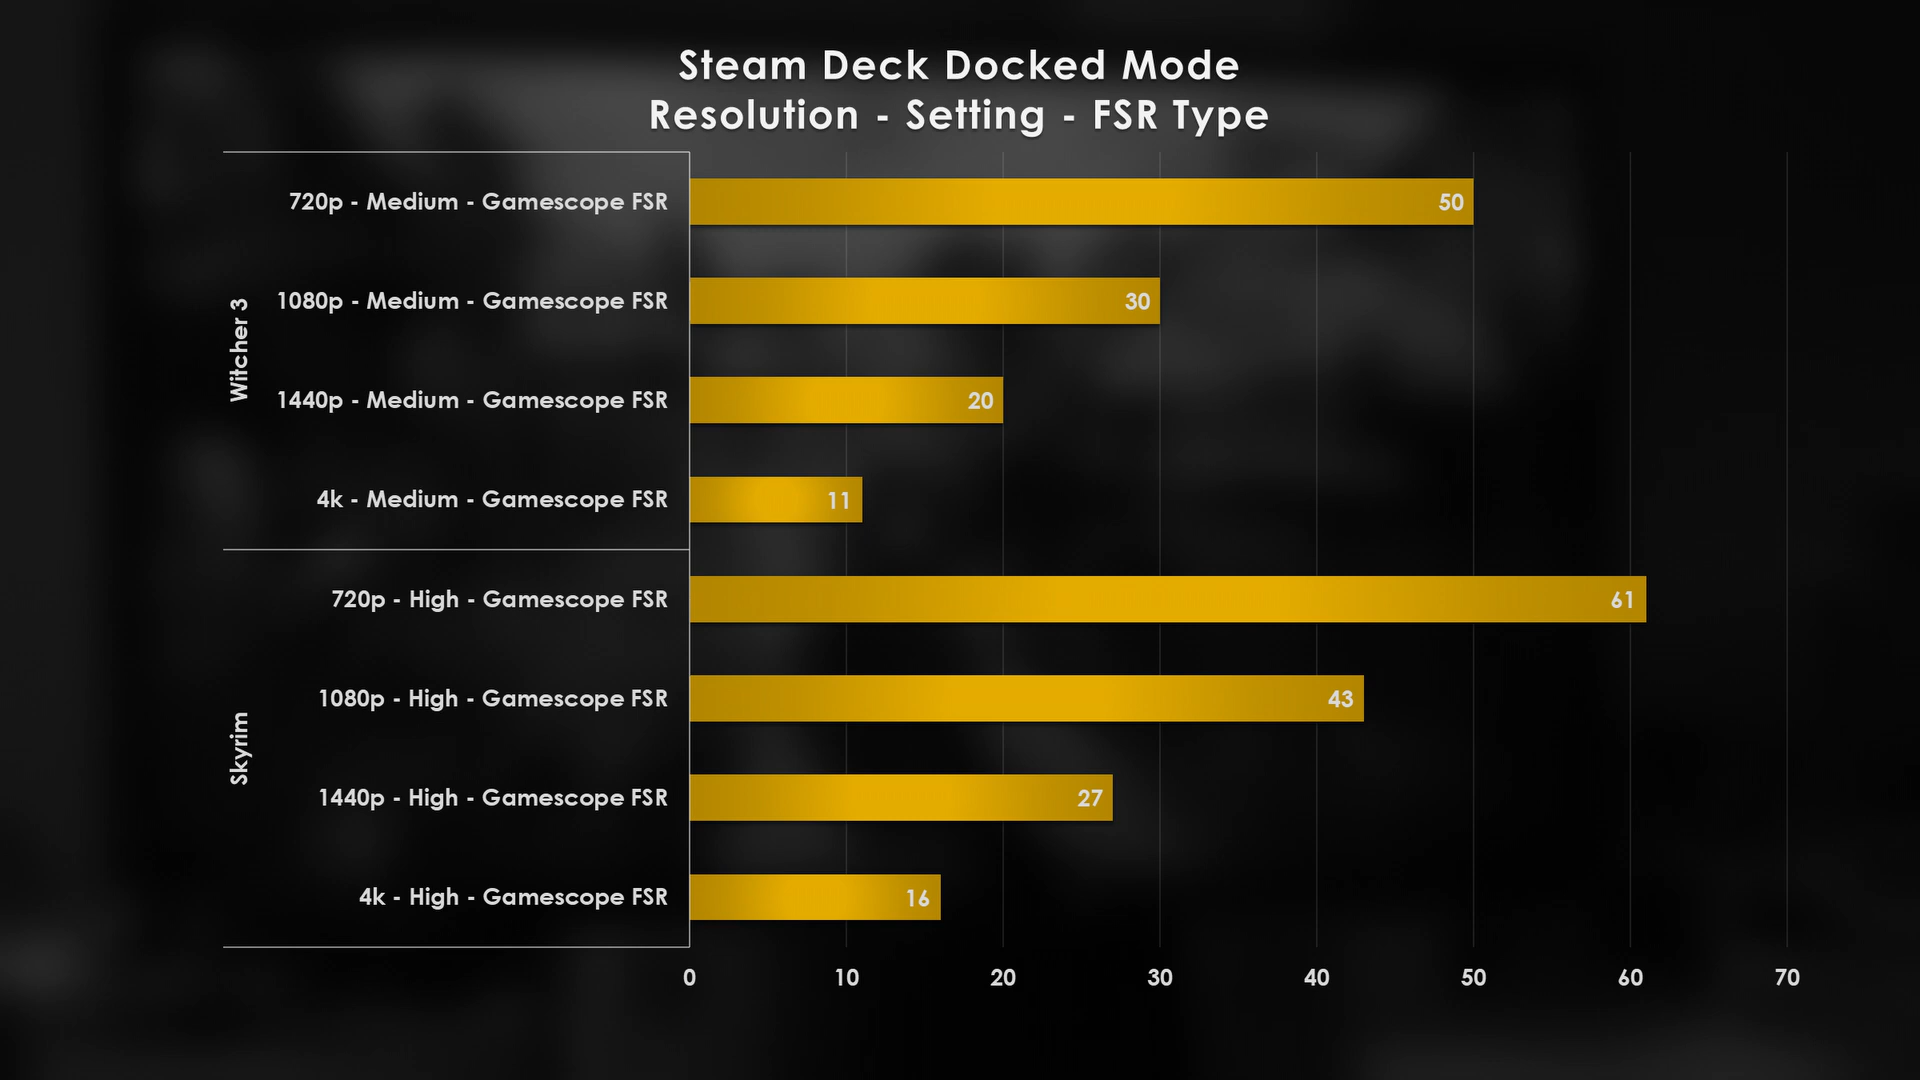 Steam Deck Docked Mode
Resolution - Setting - FSR Type
Witcher 3
720p - Medium - Gamescope FSR 50
1080p - Medium - Gamescope FSR 30
1440p - Medium - Gamescope FSR 20
4k - Medium - Gamescope FSR 11
Skyrim
720p - High - Gamescope FSR 61
1080p - High - Gamescope FSR 43
1440p - High - Gamescope FSR 27
4k - High - Gamescope FSR 16
0 10 20 30 40 50 60 70